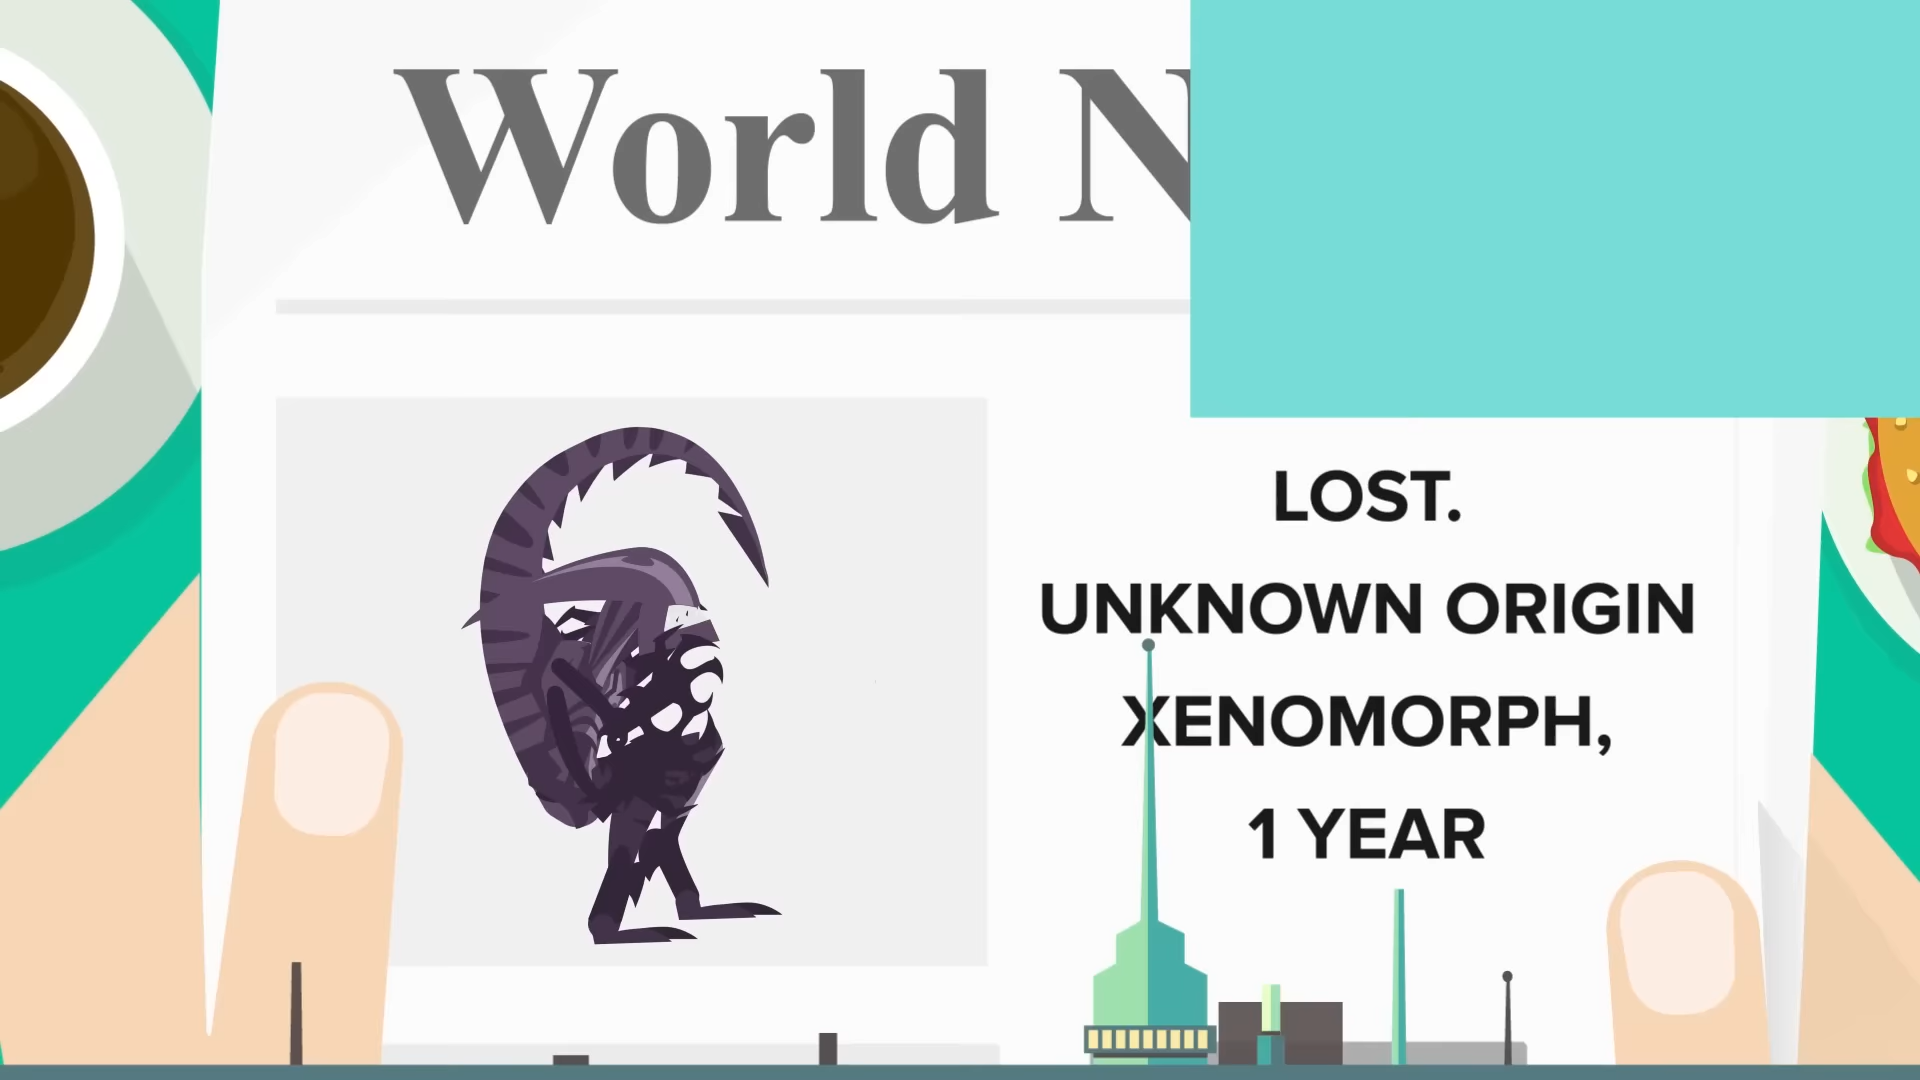 World N
LOST.
UNKNOWN ORIGIN
XENOMORPH,
1 YEAR